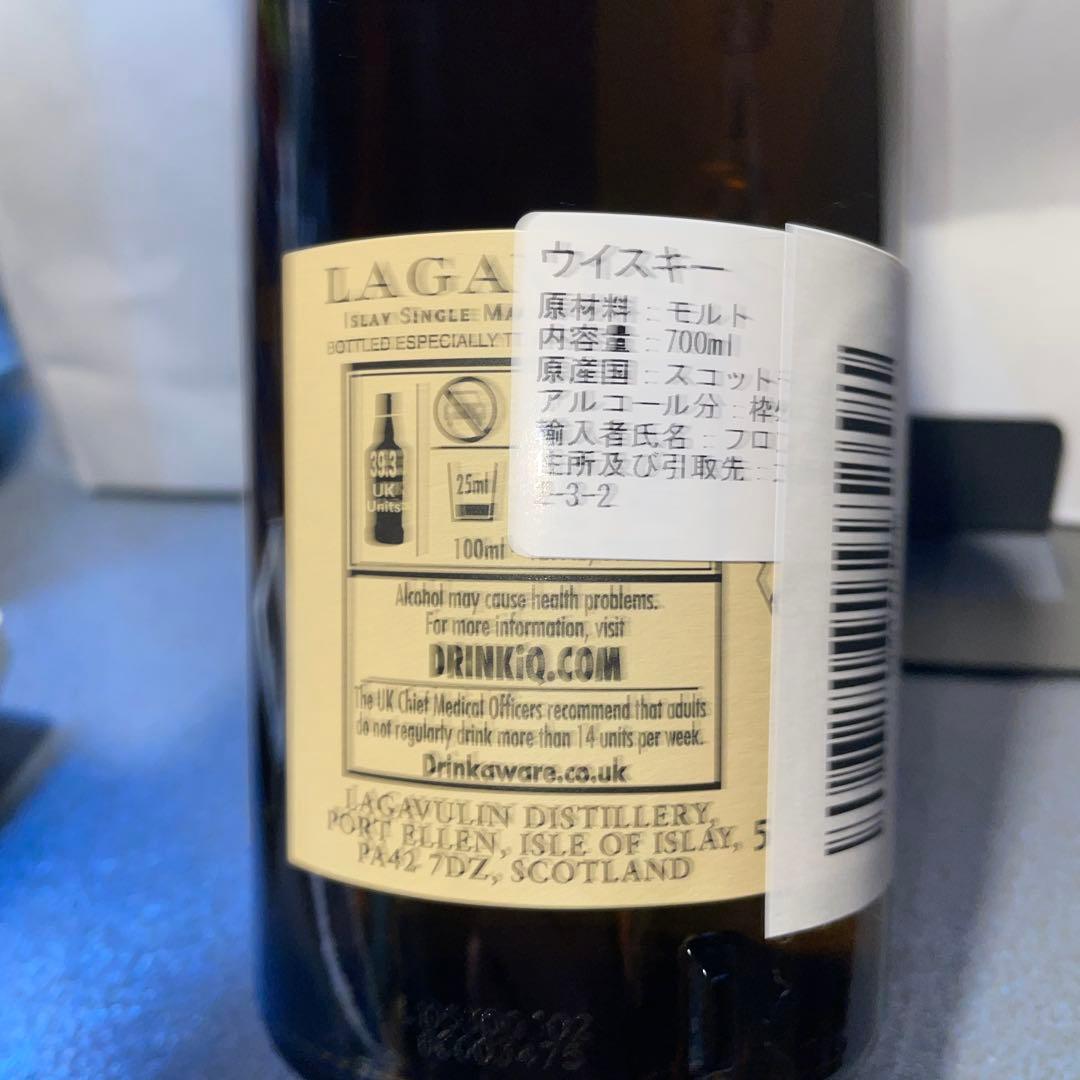 LAGA
ISLAY SINGLE MA
BOTTLED ESPECIALLY
39.3
UK
Units
25ml
100ml
Alcohol may cause health problems.
For more information, visit
DRINKiQ.COM
The UK Chief Medical Officers recommend that adults
do not regularly drink more than 14 units per week.
Drinkaware.co.uk
LAGAVULIN DISTILLERY,
PORT ELLEN, ISLE OF ISLAY,
PA42 7DZ, SCOTLAND
5
ウイスキー
原材料：モルト
内容量：700ml
原産国：スコット
アルコール分：枠
輸入者氏名：フロ
住所及び引取先：
-3-2